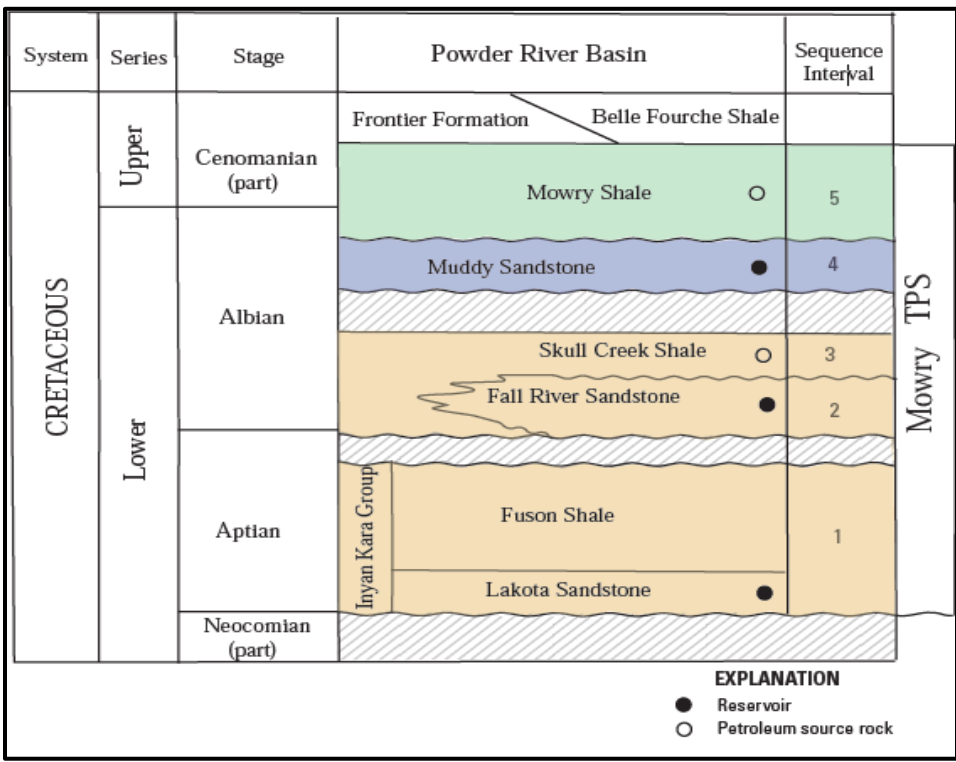 System
Series
Stage
Powder River Basin
Sequence
Interval
Frontier Formation
Belle Fourche Shale
CRETACEOUS
Upper
Cenomanian
(part)
Mowry Shale
5
Muddy Sandstone
4
Lower
Albian
Skull Creek Shale
3
Fall River Sandstone
2
Mowry TPS
Aptian
Inyan Kara Group
Fuson Shale
1
Lakota Sandstone
Neocomian
(part)
EXPLANATION
Reservoir
Petroleum source rock